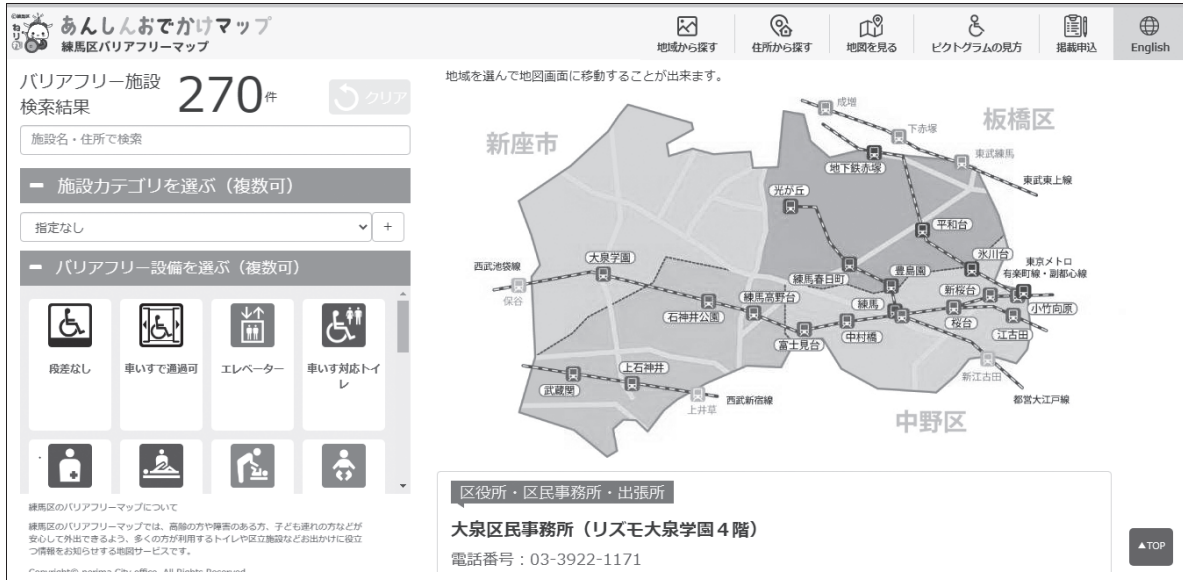 ©練馬区
ねり丸
あんしんおでかけマップ
練馬区バリアフリーマップ
地域から探す
住所から探す
地図を見る
ピクトグラムの見方
掲載申込
English
バリアフリー施設
検索結果
270件
クリア
施設名・住所で検索
− 施設カテゴリを選ぶ（複数可）
指定なし
+
− バリアフリー設備を選ぶ（複数可）
段差なし
車いすで通過可
エレベーター
車いす対応トイ
レ
練馬区のバリアフリーマップについて
練馬区のバリアフリーマップでは、高齢の方や障害のある方、子ども連れの方などが
安心して外出できるよう、多くの方が利用するトイレや区立施設などお出かけに役立
つ情報をお知らせする地図サービスです。
Copyright© nerima City office. All Rights Reserved
地域を選んで地図画面に移動することが出来ます。
新座市
板橋区
中野区
成増
下赤塚
東武練馬
東武東上線
地下鉄赤塚
光が丘
平和台
氷川台
東京メトロ
有楽町線・副都心線
西武池袋線
保谷
大泉学園
練馬春日町
豊島園
新桜台
小竹向原
石神井公園
練馬高野台
練馬
桜台
江古田
富士見台
中村橋
新江古田
都営大江戸線
武蔵関
上石神井
上井草
西武新宿線
区役所・区民事務所・出張所
大泉区民事務所（リズモ大泉学園４階）
電話番号：03-3922-1171
▲TOP